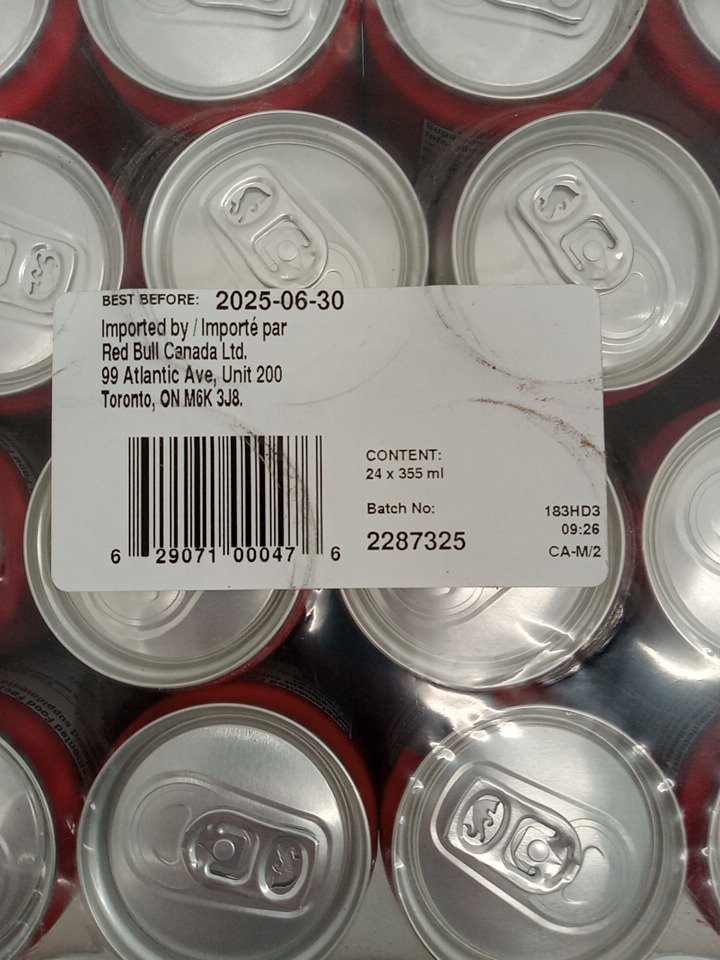 BEST BEFORE: 2025-06-30
Imported by / Importé par
Red Bull Canada Ltd.
99 Atlantic Ave, Unit 200
Toronto, ON M6K 3J8.
CONTENT:
24 x 355 ml
Batch No:
2287325
183HD3
09:26
CA-M/2
6 29071 00047 6